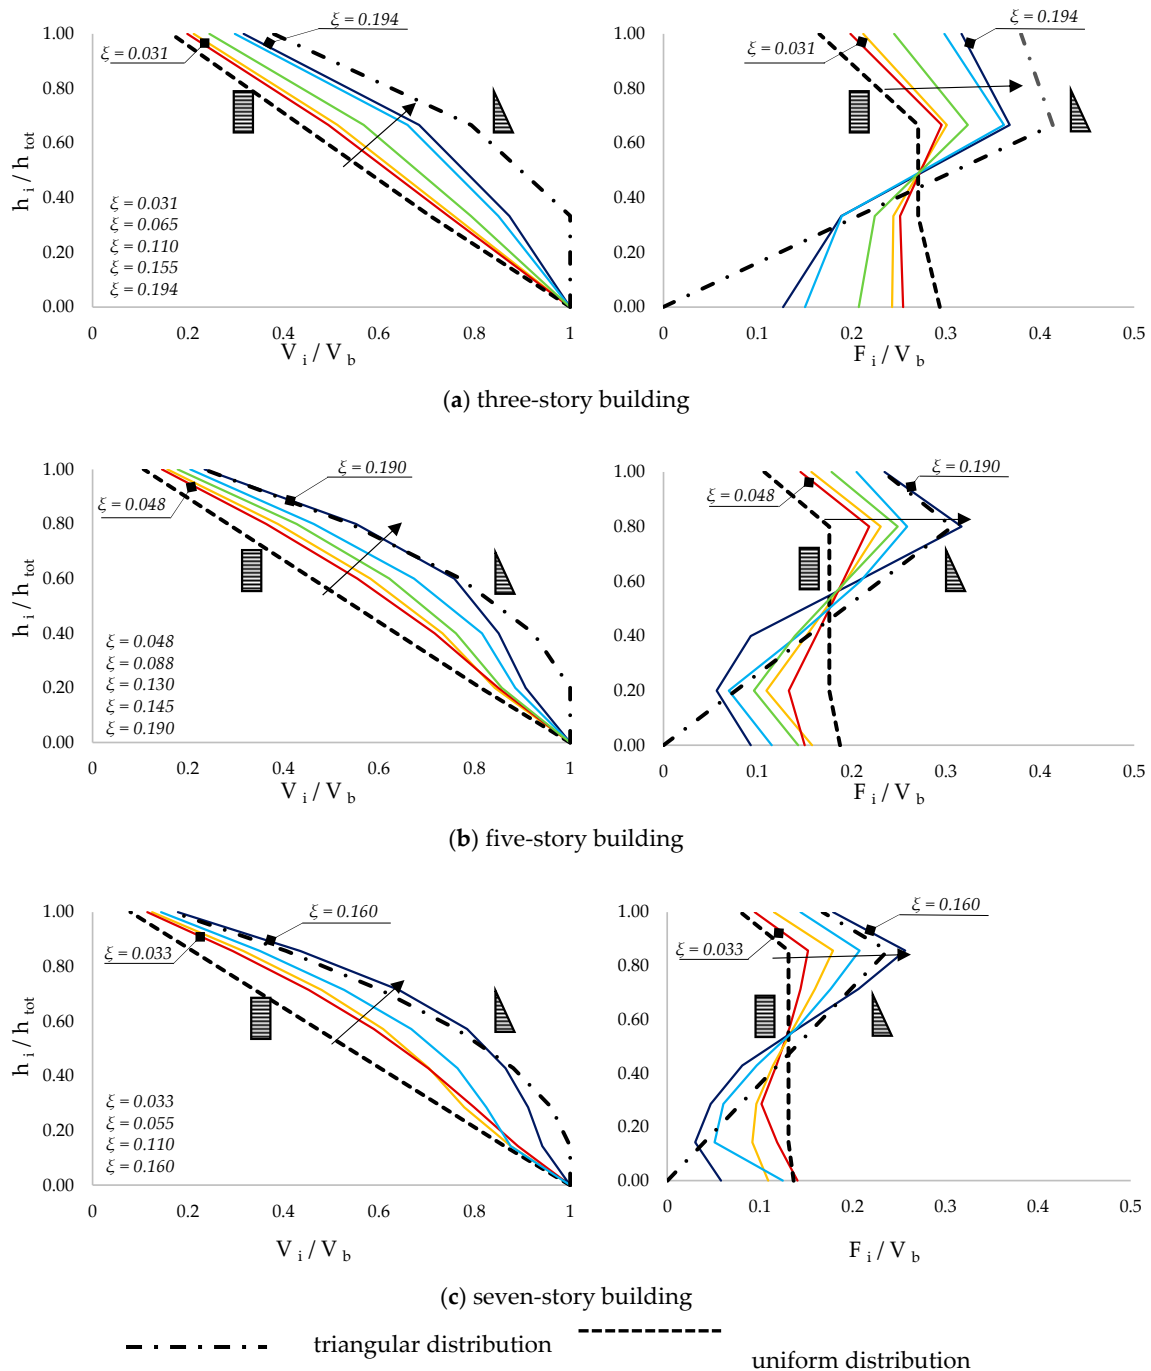 1.00
0.80
0.60
0.40
0.20
0.00
h i / h tot
ξ = 0.194
ξ = 0.031
ξ = 0.031
ξ = 0.065
ξ = 0.110
ξ = 0.155
ξ = 0.194
0 0.2 0.4 0.6 0.8 1
V i / V b
1.00
0.80
0.60
0.40
0.20
0.00
ξ = 0.194
ξ = 0.031
0 0.1 0.2 0.3 0.4 0.5
F i / V b
(a) three-story building
1.00
0.80
0.60
0.40
0.20
0.00
h i / h tot
ξ = 0.190
ξ = 0.048
ξ = 0.048
ξ = 0.088
ξ = 0.130
ξ = 0.145
ξ = 0.190
0 0.2 0.4 0.6 0.8 1
V i / V b
1.00
0.80
0.60
0.40
0.20
0.00
ξ = 0.190
ξ = 0.048
0 0.1 0.2 0.3 0.4 0.5
F i / V b
(b) five-story building
1.00
0.80
0.60
0.40
0.20
0.00
h i / h tot
ξ = 0.160
ξ = 0.033
ξ = 0.033
ξ = 0.055
ξ = 0.110
ξ = 0.160
0 0.2 0.4 0.6 0.8 1
V i / V b
1.00
0.80
0.60
0.40
0.20
0.00
ξ = 0.160
ξ = 0.033
0 0.1 0.2 0.3 0.4 0.5
F i / V b
(c) seven-story building
triangular distribution
uniform distribution